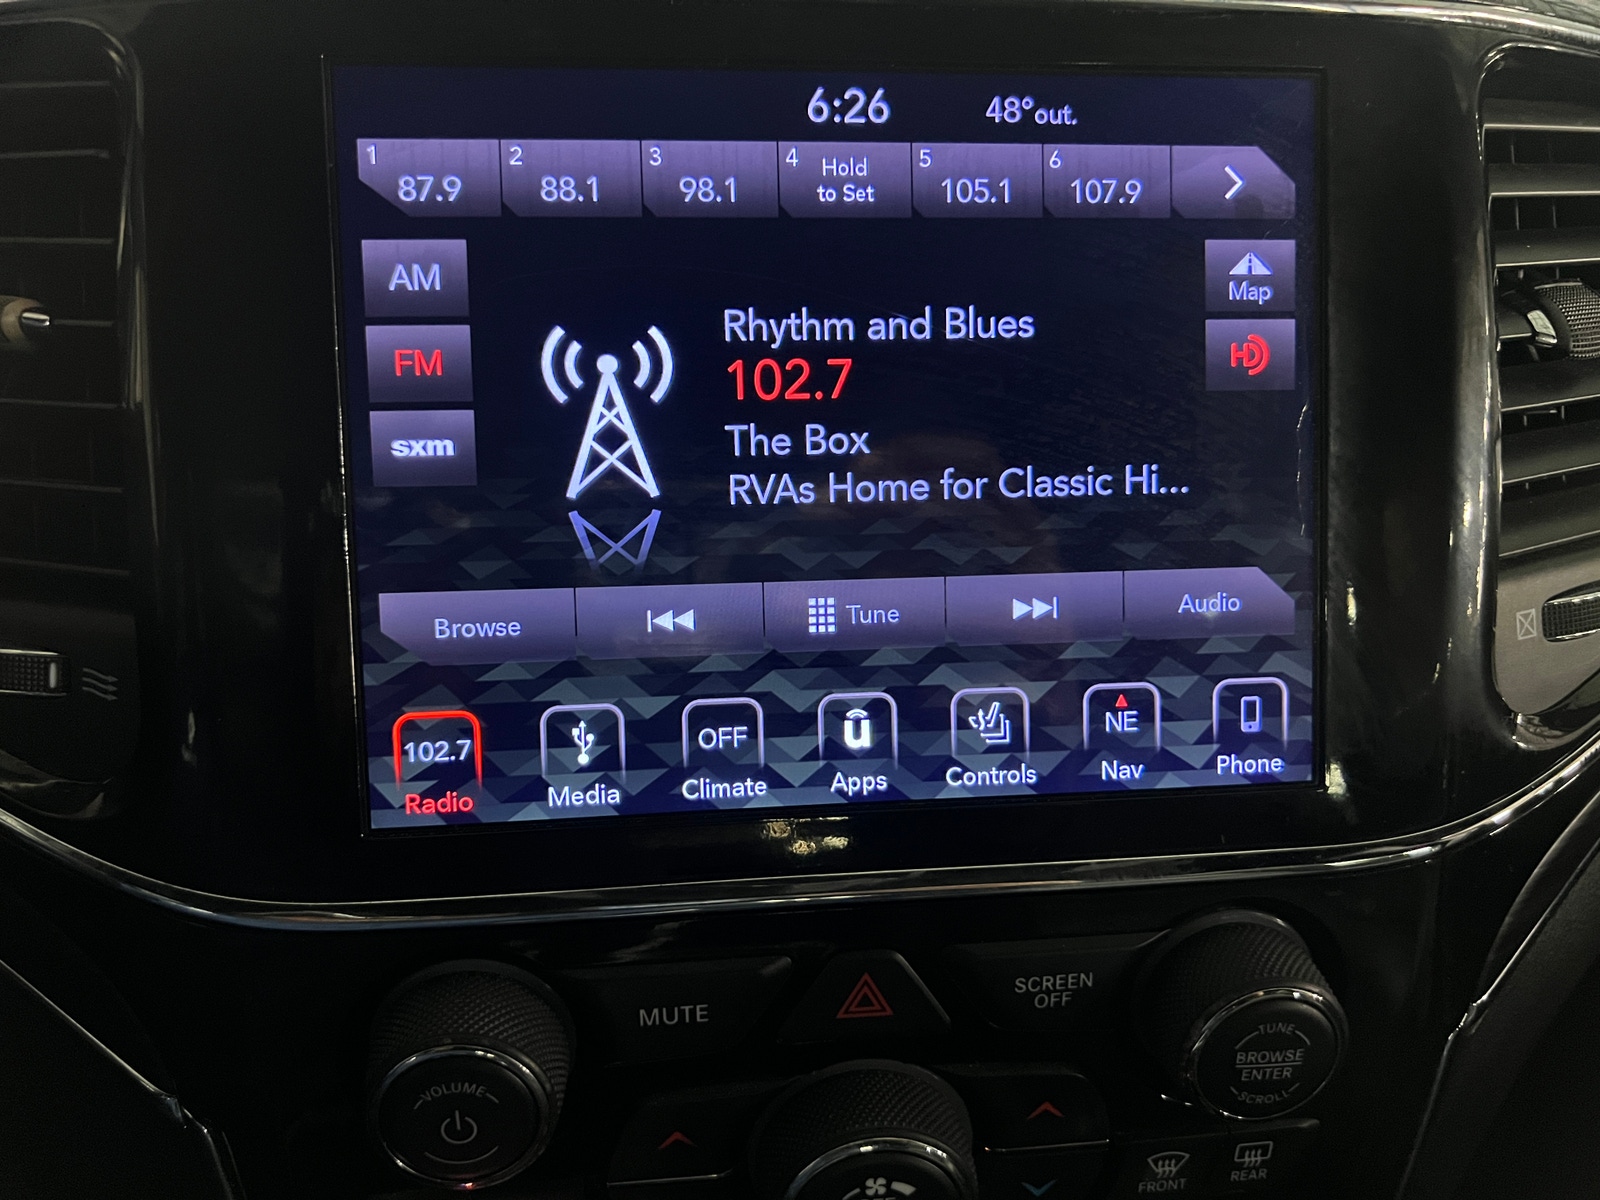 6:26 48°out.
1 87.9 2 88.1 3 98.1 4 Hold to Set 5 105.1 6 107.9
AM
FM
sxm
Map
HD
Rhythm and Blues
102.7
The Box
RVAs Home for Classic Hi...
Browse Tune Audio
102.7 OFF u NE
Radio Media Climate Apps Controls Nav Phone
MUTE
SCREEN
OFF
VOLUME
TUNE
BROWSE
ENTER
SCROLL
FRONT
REAR